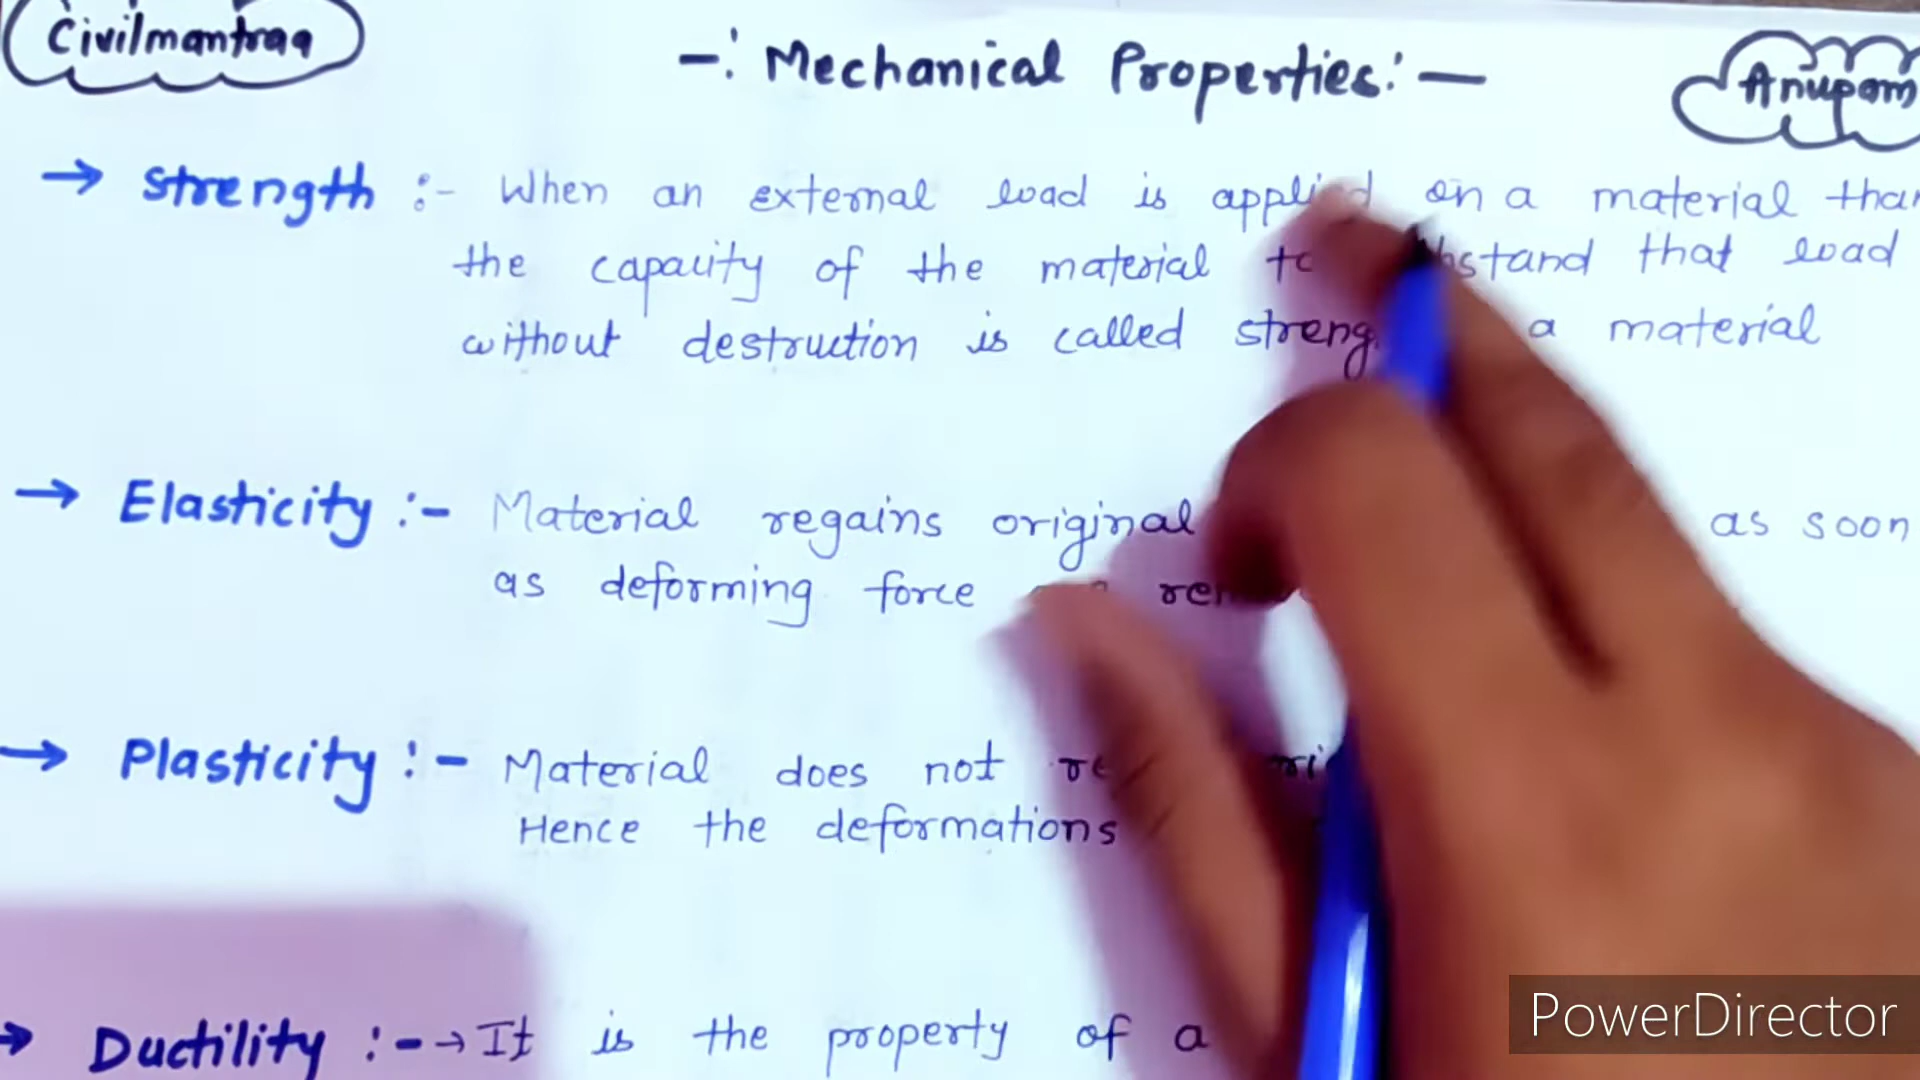 Civilmantraa
-: Mechanical Properties:-
Anupam
→ Strength :- When an external load is applied on a material than
the capacity of the material to that load
without destruction is called a material
→ Elasticity :- Material regains original as soon
as deforming force
→ Plasticity :- Material does not
Hence the deformations
→ Ductility :- → It is the property of a
PowerDirector